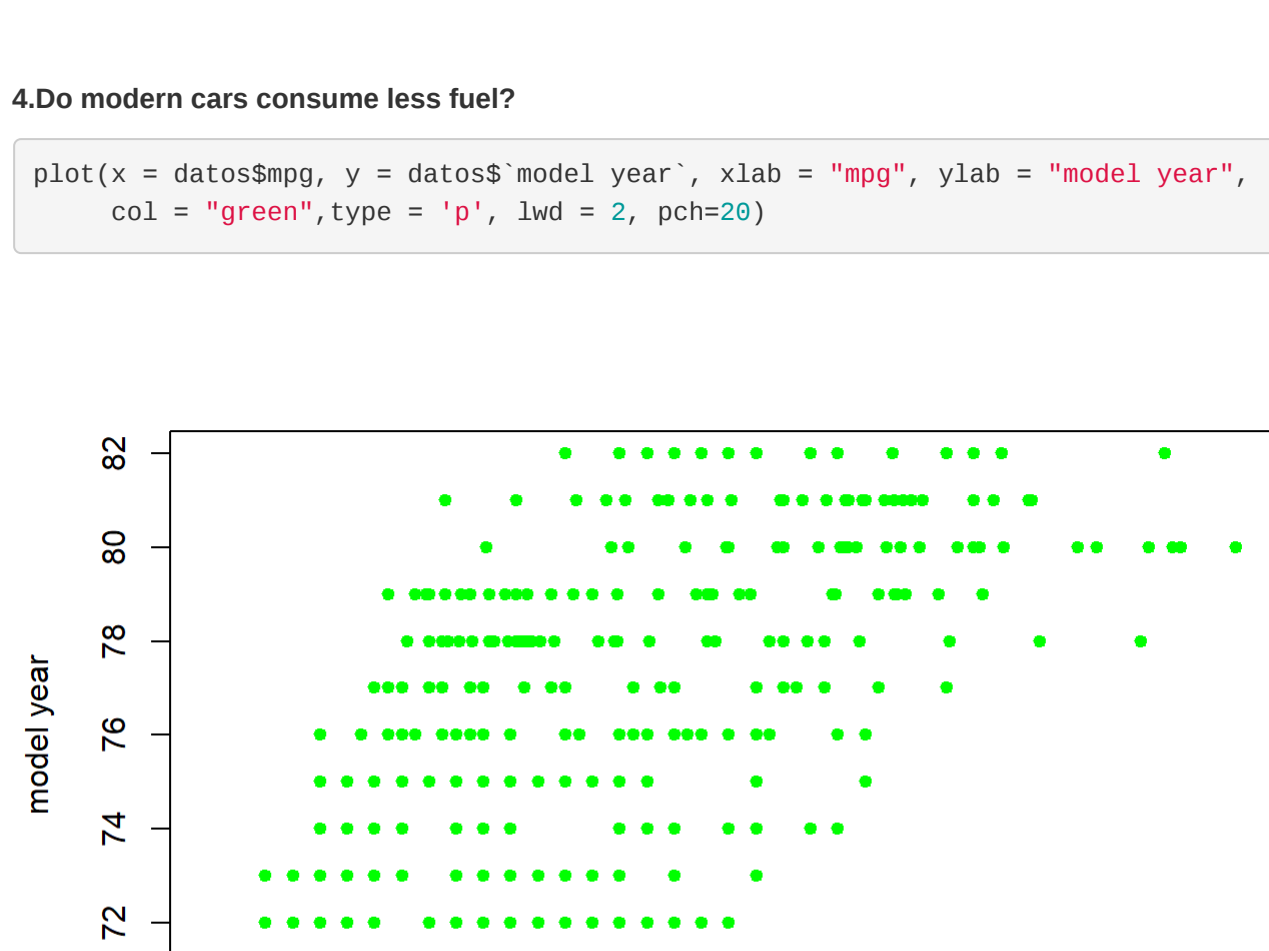 4.Do modern cars consume less fuel?
plot(x = datos$mpg, y = datos$`model year`, xlab = "mpg", ylab = "model year",
col = "green",type = 'p', lwd = 2, pch=20)
82
80
78
76
74
72
model year